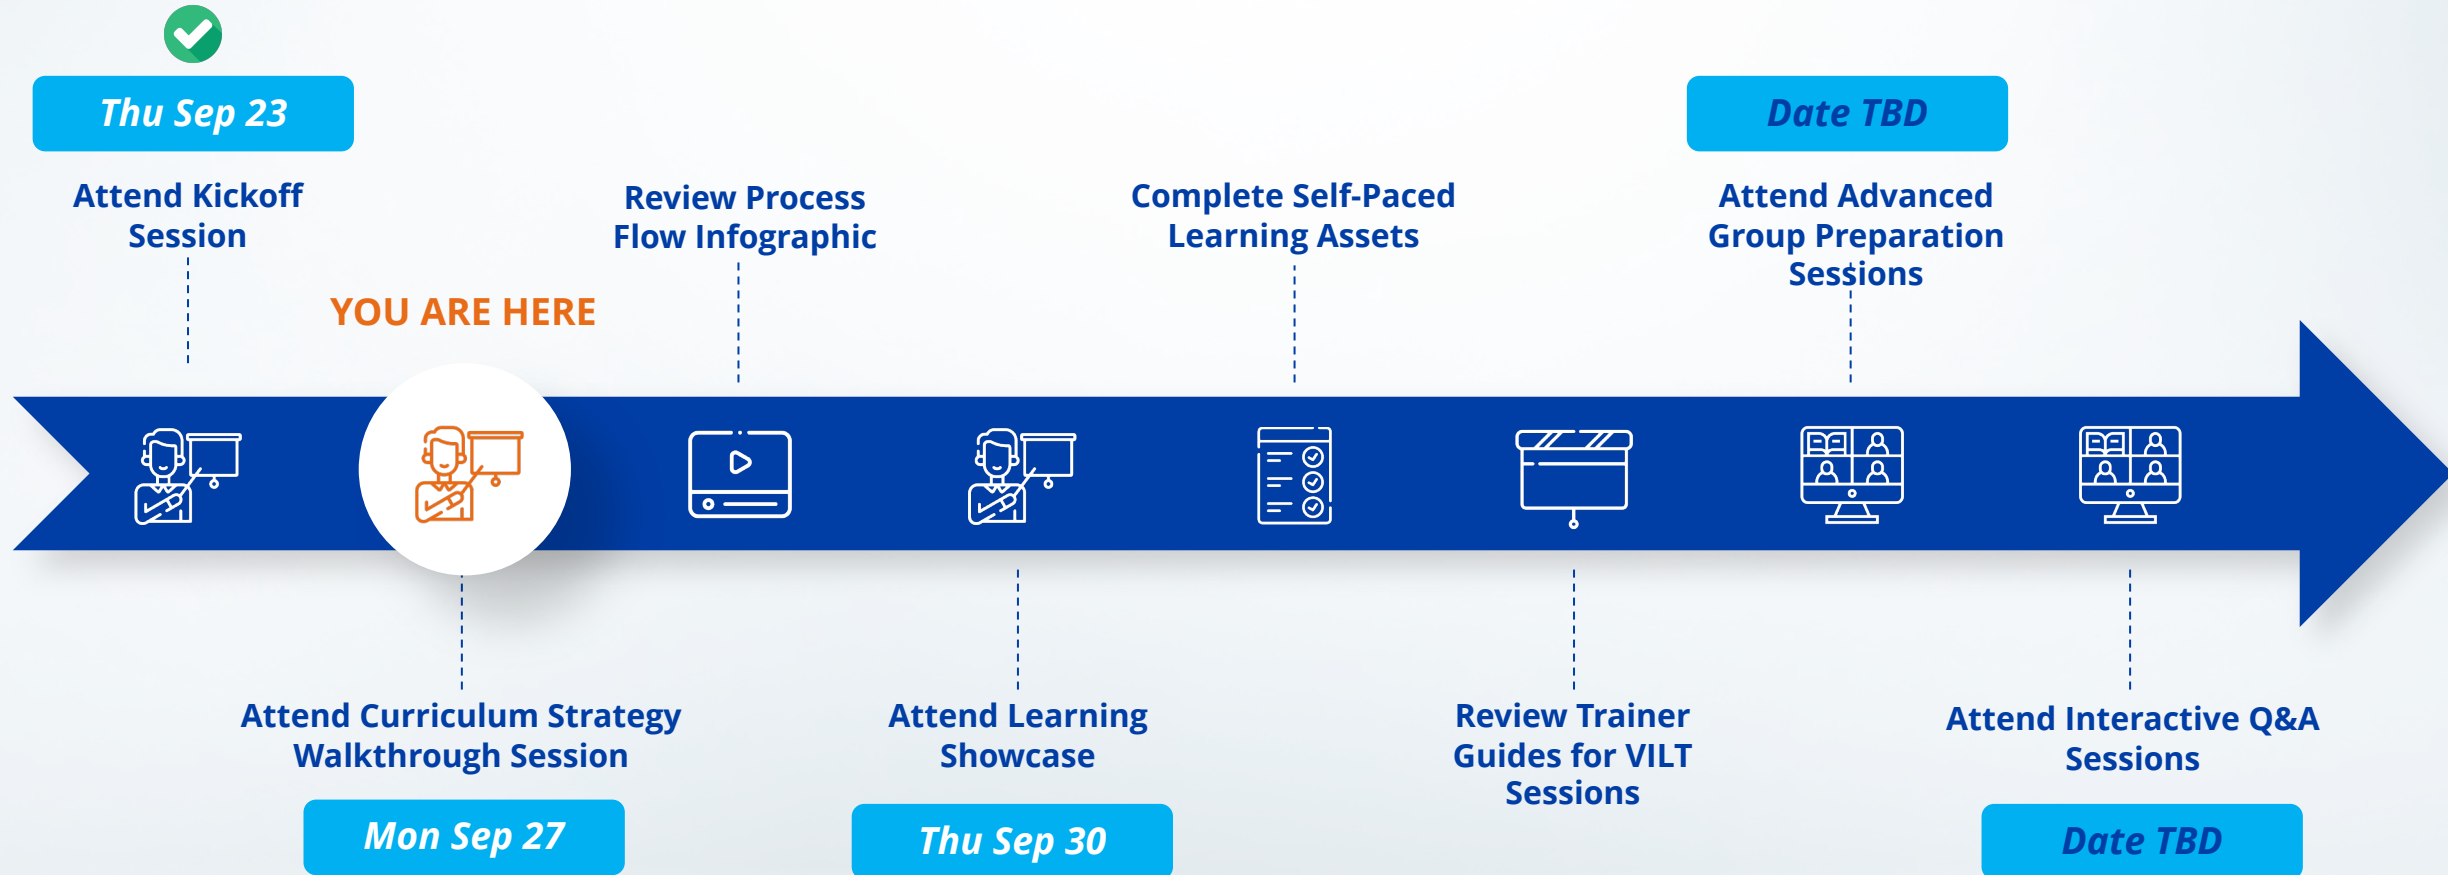 Thu Sep 23
Attend Kickoff
Session
YOU ARE HERE
Attend Curriculum Strategy
Walkthrough Session
Mon Sep 27
Review Process
Flow Infographic
Attend Learning
Showcase
Thu Sep 30
Complete Self-Paced
Learning Assets
Review Trainer
Guides for VILT
Sessions
Date TBD
Attend Advanced
Group Preparation
Sessions
Attend Interactive Q&A
Sessions
Date TBD